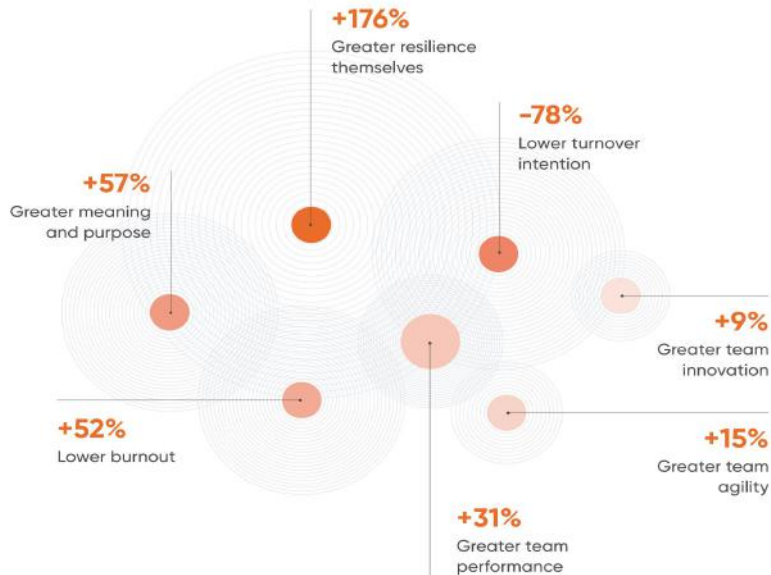 +176%
Greater resilience
themselves
-78%
Lower turnover
intention
+57%
Greater meaning
and purpose
+9%
Greater team
innovation
+52%
Lower burnout
+15%
Greater team
agility
+31%
Greater team
performance